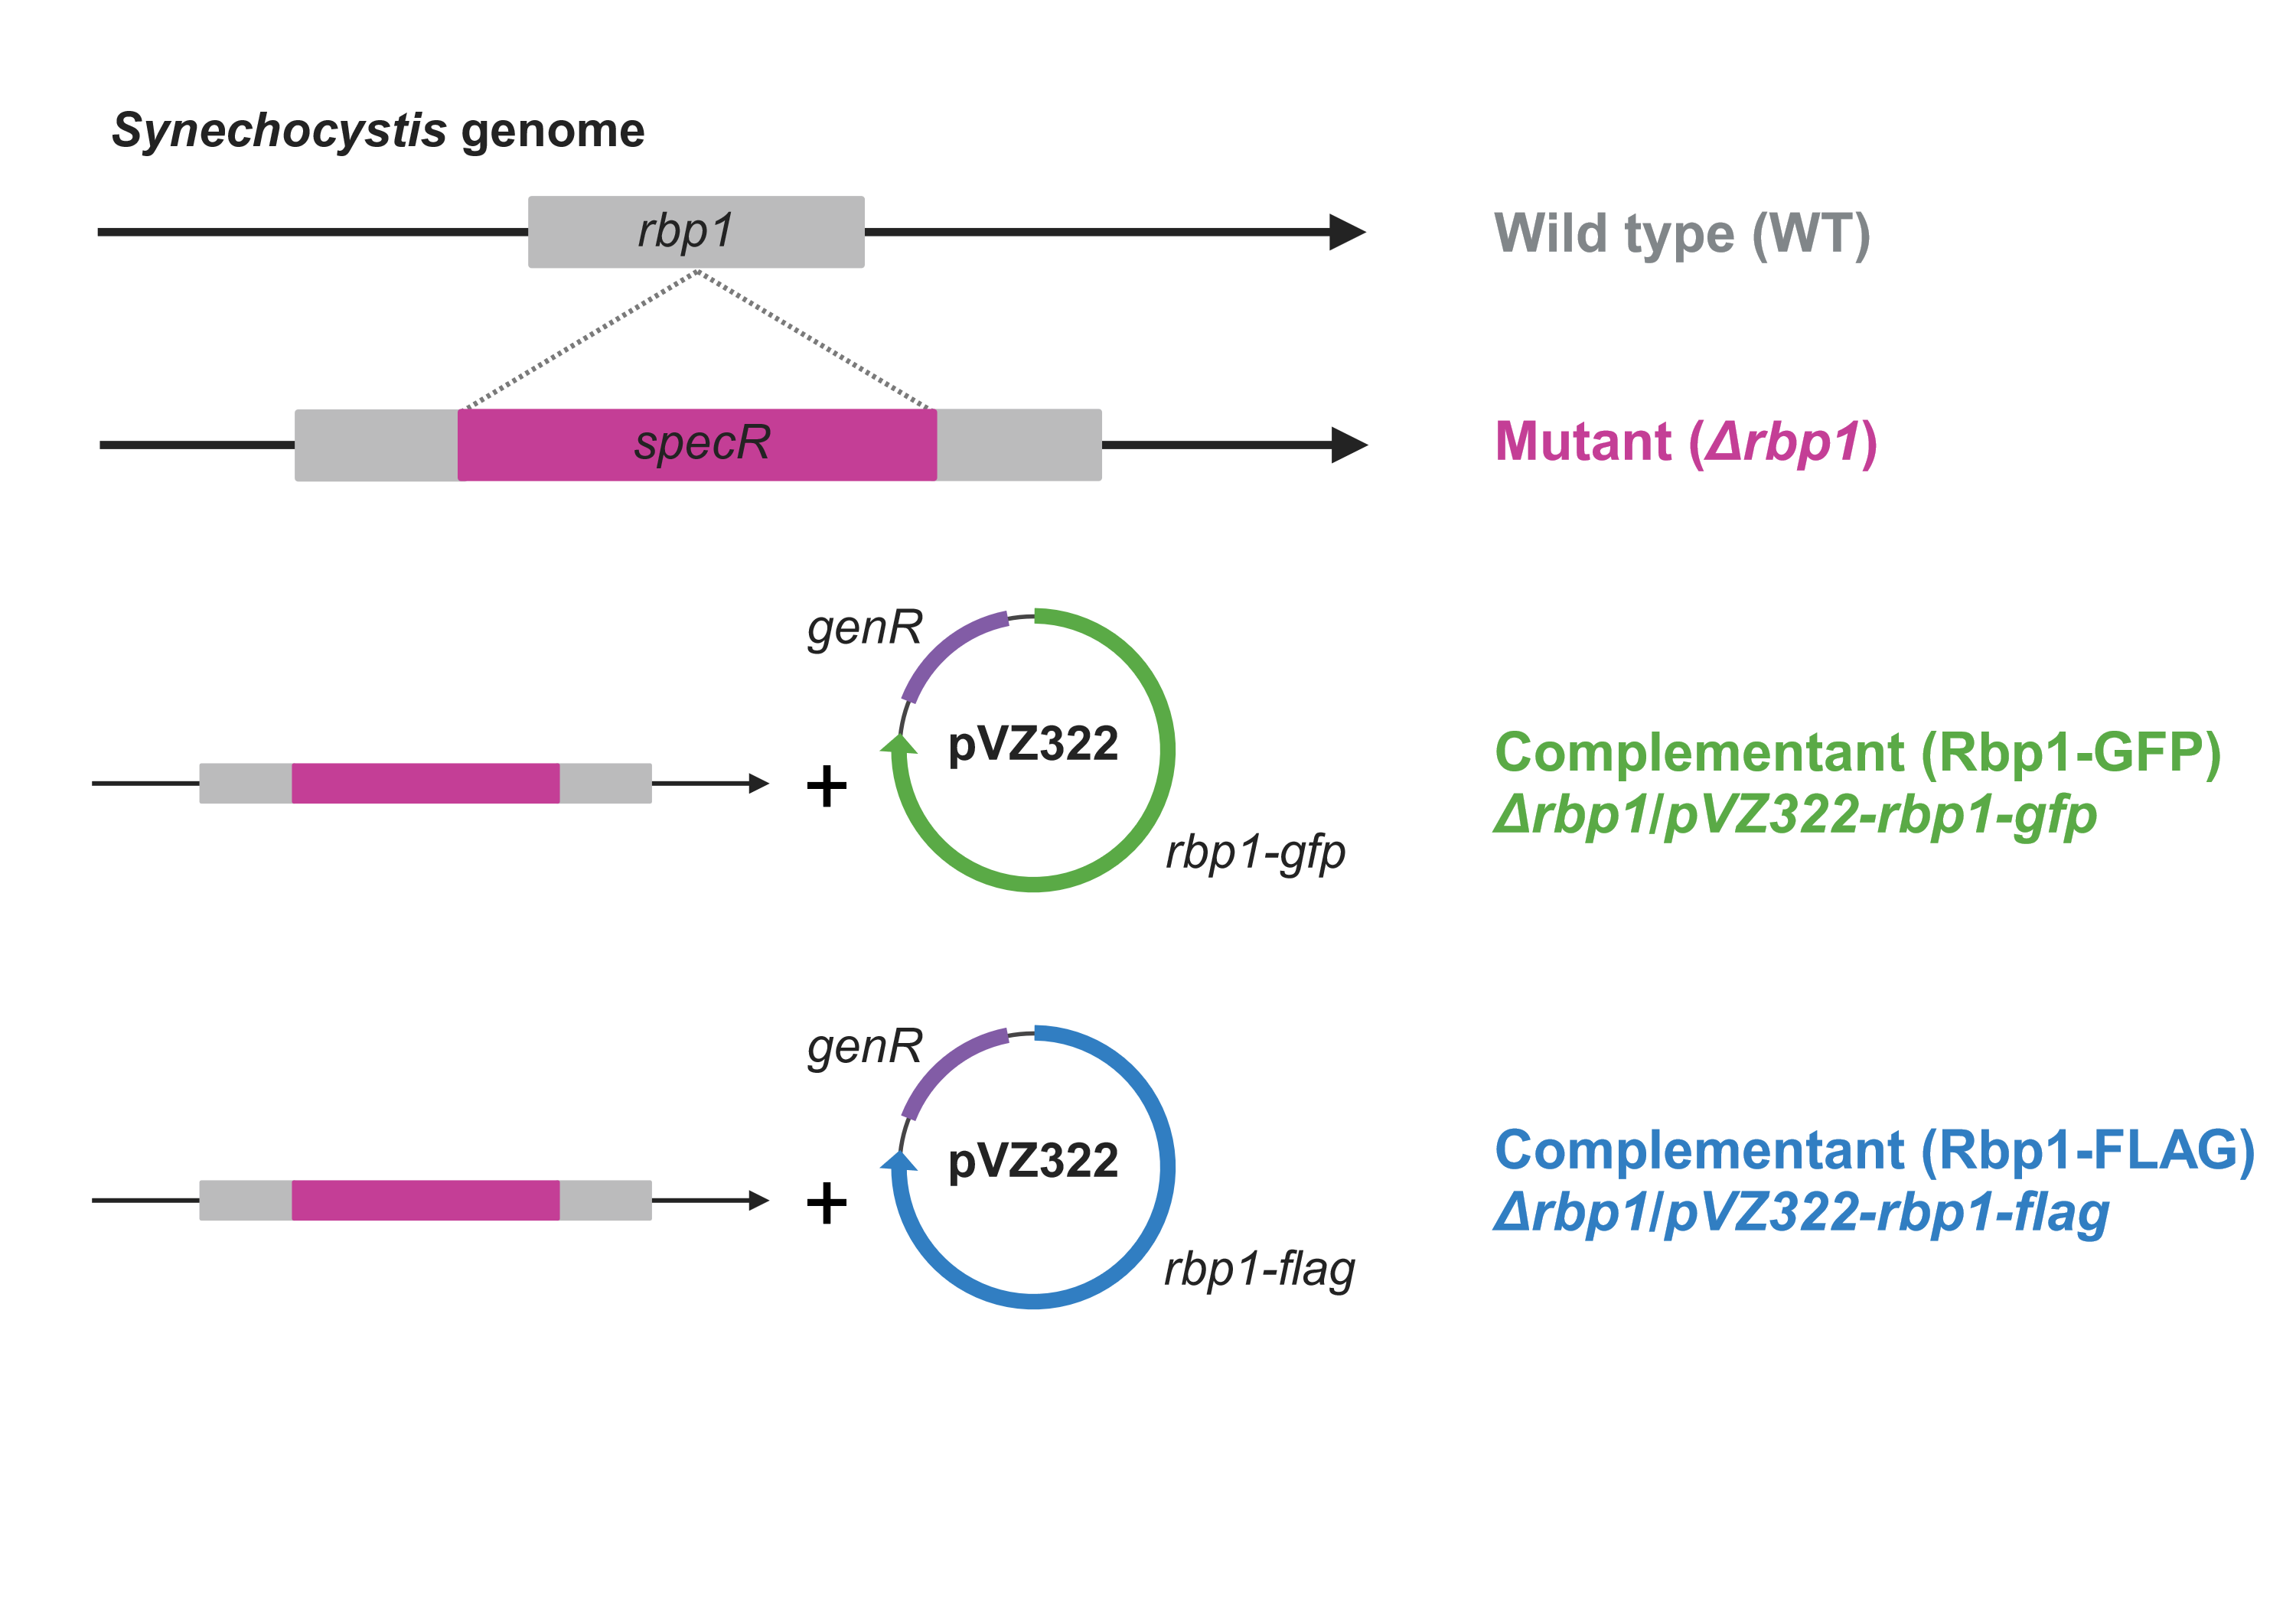 Synechocystis genome
rbp1
Wild type (WT)
specR
Mutant (Δrbp1)
genR
pVZ322
+
rbp1-gfp
Complementant (Rbp1-GFP)
Δrbp1/pVZ322-rbp1-gfp
genR
pVZ322
+
rbp1-flag
Complementant (Rbp1-FLAG)
Δrbp1/pVZ322-rbp1-flag